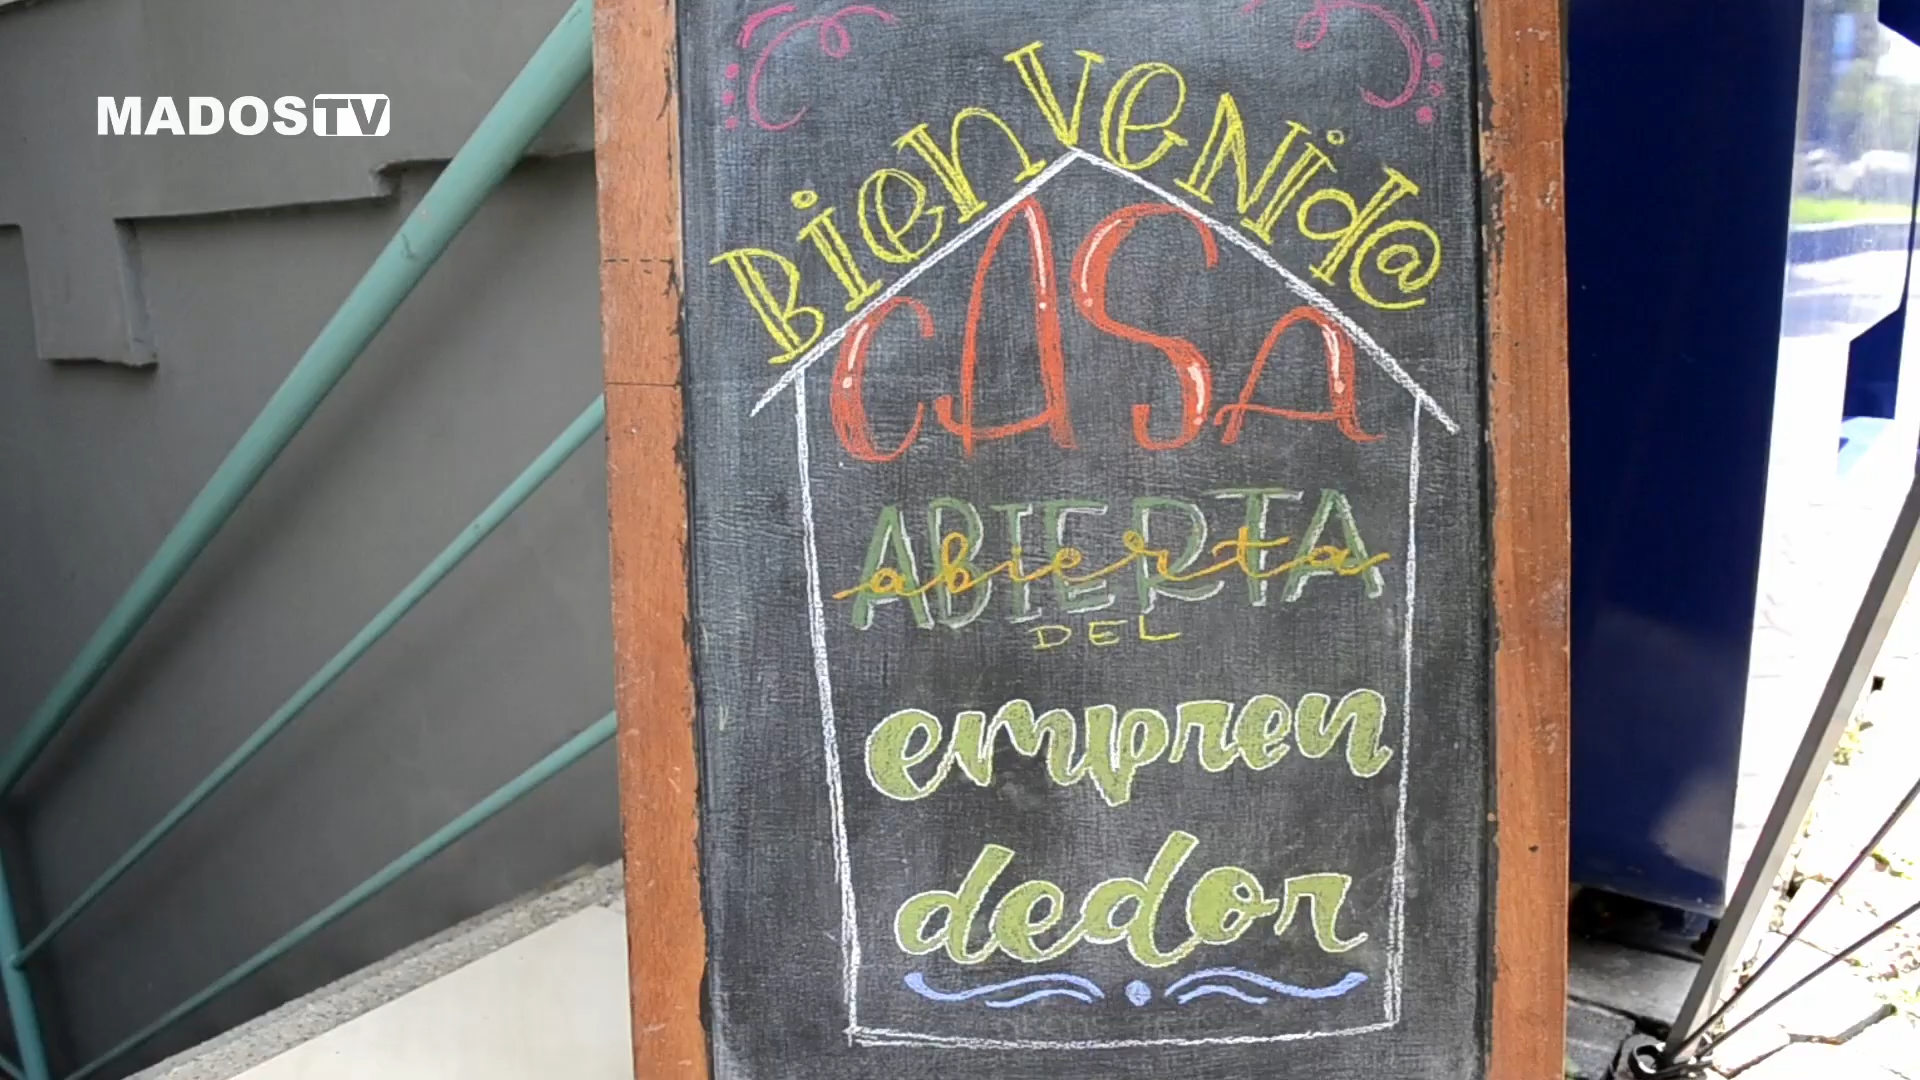 MADOSTV
Bienvenid@
CASA
ABIERTA
abierta
DEL
empren
dedor